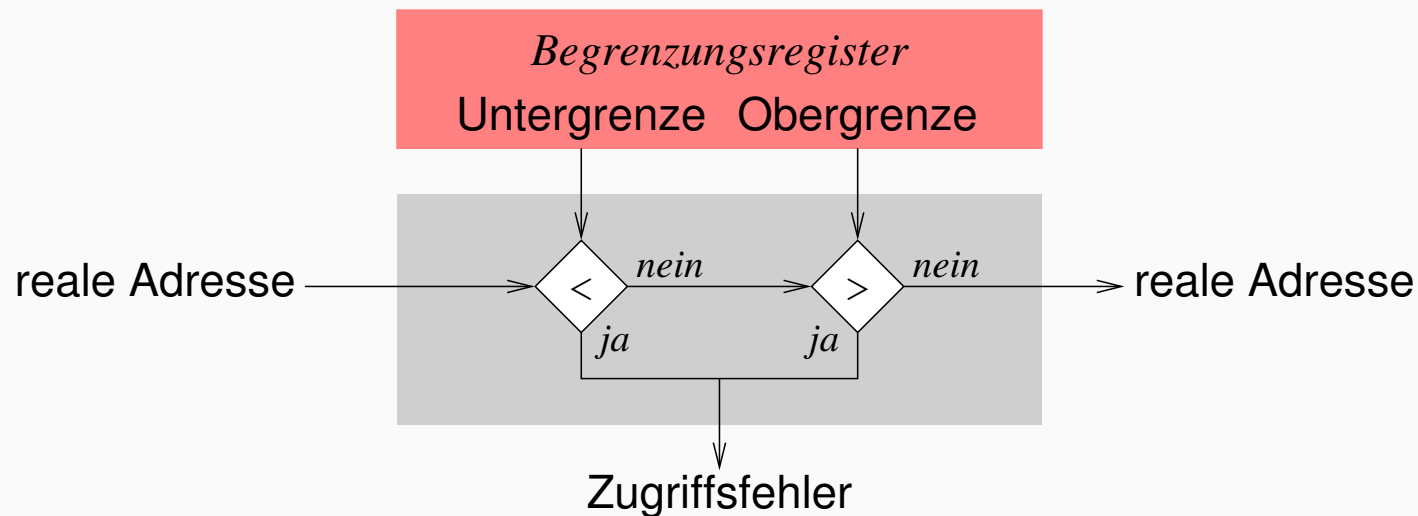 Begrenzungsregister
Untergrenze Obergrenze
reale Adresse < nein > nein reale Adresse
ja ja
Zugriffsfehler